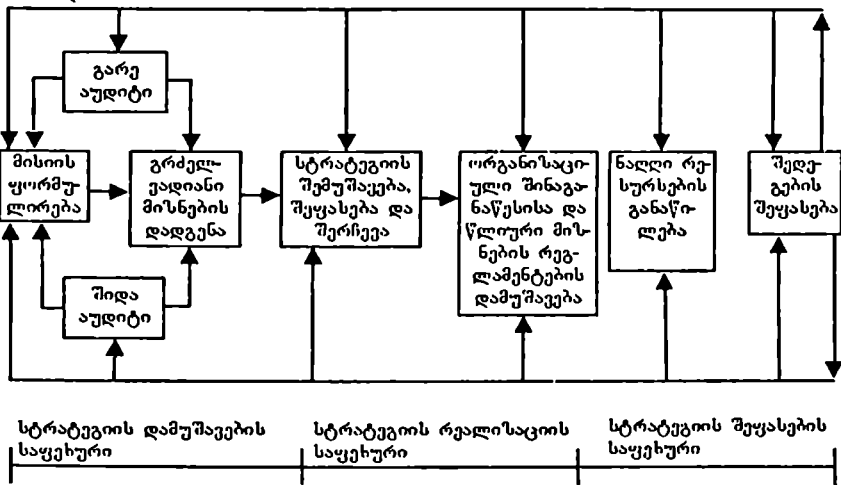 გარე
აუდიტი
მისიის
ფორმუ-
ლირება
გრძელ-
ვადიანი
მიზნების
დადგენა
სტრატეგიის
შემუშავება,
შეფასება და
შერჩევა
ორგანიზაცი-
ული შინაგა-
ნაწესისა და
წლიური მიზ-
ნების რეგ-
ლამენტების
დამუშავება
ნაღღი რე-
სურსების
განაწი-
ლება
შედე-
გების
შეფასება
შიდა
აუდიტი
სტრატეგიის დამუშავების
საფეხური
სტრატეგიის რეალიზაციის
საფეხური
სტრატეგიის შეფასების
საფეხური